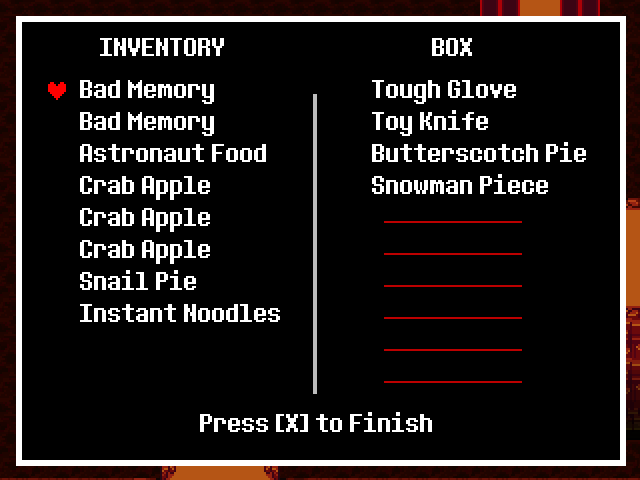 INVENTORY
Bad Memory
Bad Memory
Astronaut Food
Crab Apple
Crab Apple
Crab Apple
Snail Pie
Instant Noodles
BOX
Tough Glove
Toy Knife
Butterscotch Pie
Snowman Piece
Press [X] to Finish